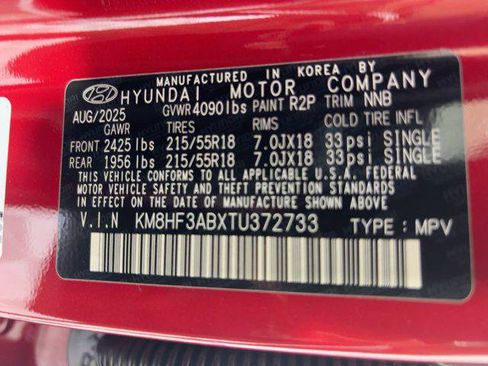 MANUFACTURED IN KOREA BY
HYUNDAI MOTOR COMPANY
AUG/2025 GVWR 4090 lbs PAINT R2P TRIM NNB
GAWR TIRES RIMS COLD TIRE INFL
FRONT 2425 lbs 215/55R18 7.0JX18 33psi SINGLE
REAR 1956 lbs 215/55R18 7.0JX18 33psi SINGLE
THIS VEHICLE CONFORMS TO ALL APPLICABLE U.S.A. FEDERAL
MOTOR VEHICLE SAFETY AND THEFT PREVENTION STANDARDS
IN EFFECT ON THE DATE OF MANUFACTURE SHOWN ABOVE.
V.I.N KM8HF3ABXTU372733 TYPE : MPV